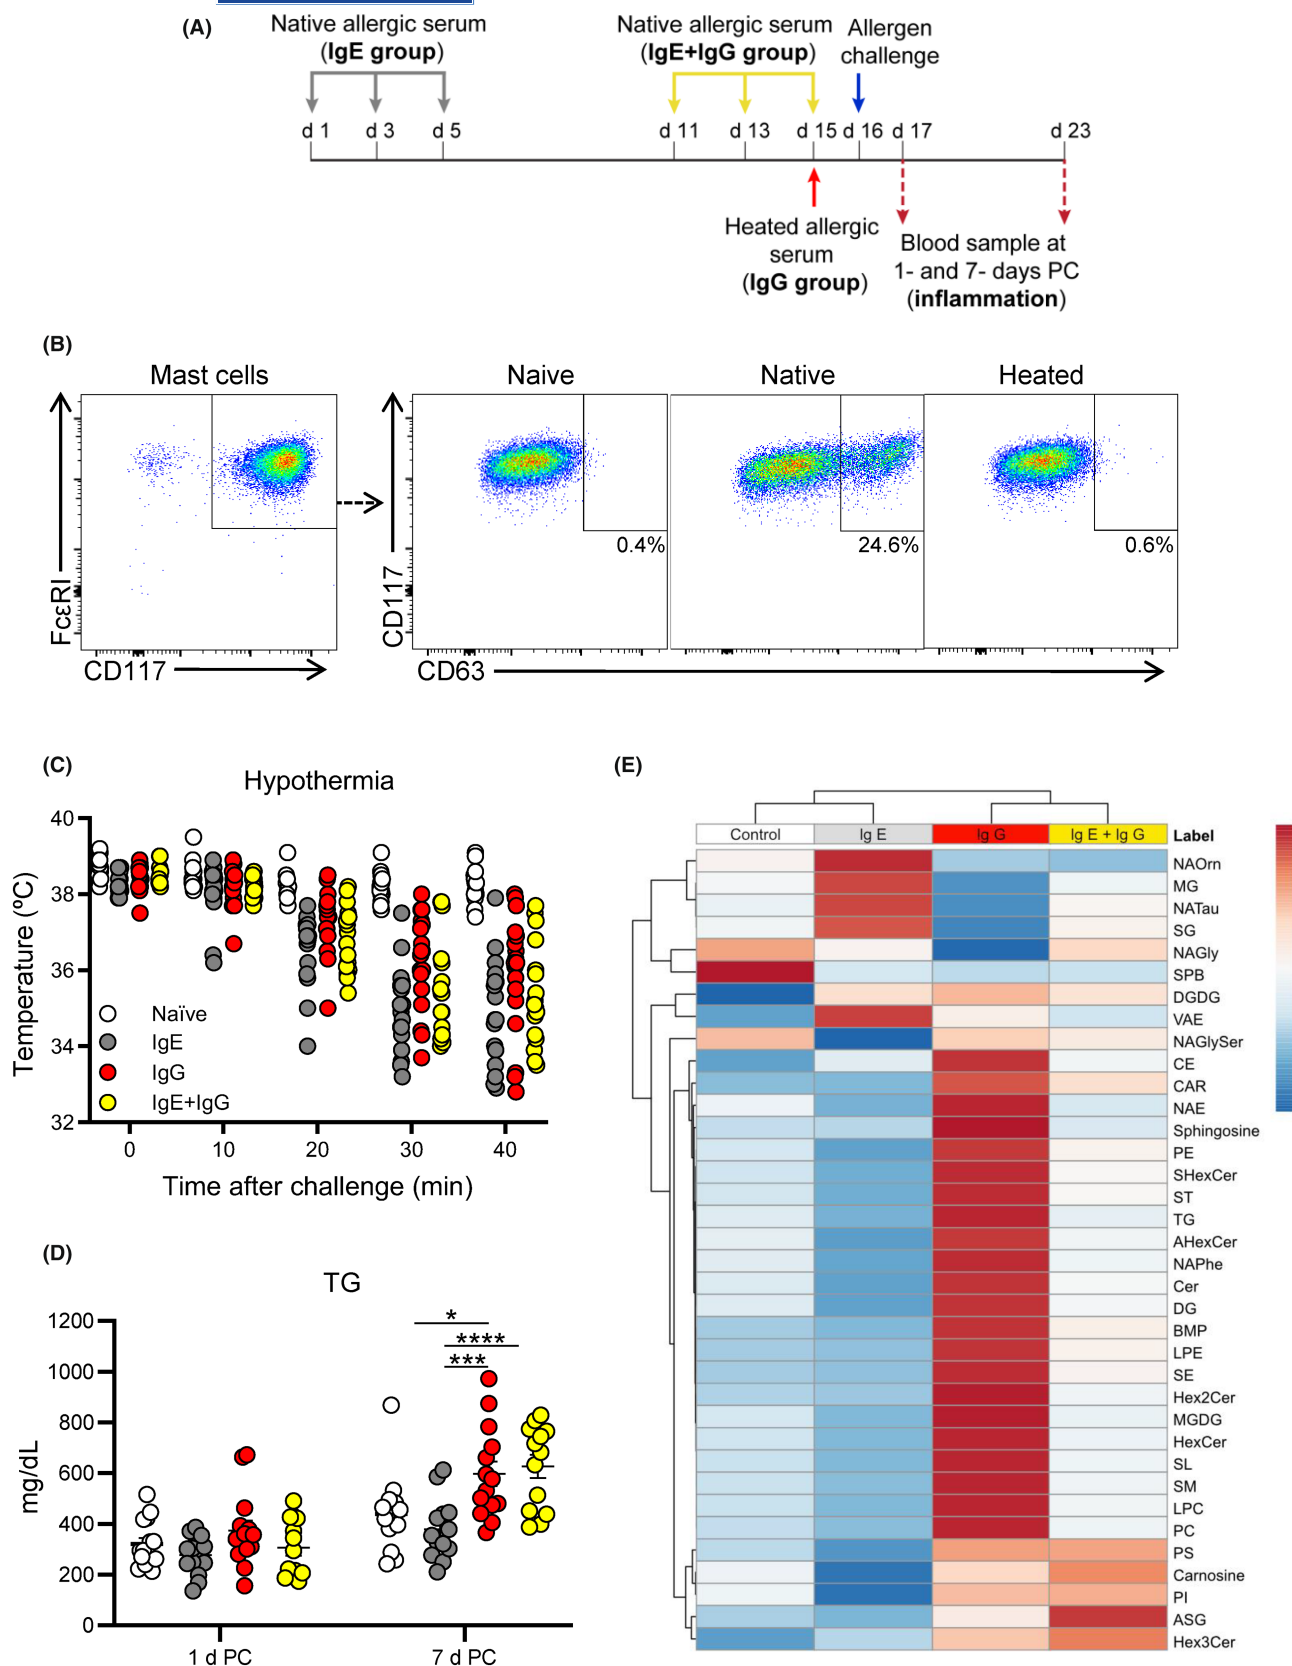 (A)
Native allergic serum
(IgE group)
Native allergic serum
(IgE+IgG group)
Allergen
challenge
d 1
d 3
d 5
d 11
d 13
d 15
d 16
d 17
d 23
Heated allergic
serum
(IgG group)
Blood sample at
1- and 7- days PC
(inflammation)
(B)
Mast cells
Naive
Native
Heated
0.4%
24.6%
0.6%
FcεRI
CD117
CD117
CD63
(C)
Hypothermia
40
38
36
34
32
Temperature (ºC)
Naïve
IgE
IgG
IgE+IgG
0
10
20
30
40
Time after challenge (min)
(D)
TG
1200
1000
800
600
400
200
0
mg/dL
*
****
***
1 d PC
7 d PC
(E)
Control
Ig E
Ig G
Ig E + Ig G
Label
NAOrn
MG
NATau
SG
NAGly
SPB
DGDG
VAE
NAGlySer
CE
CAR
NAE
Sphingosine
PE
SHexCer
ST
TG
AHexCer
NAPhe
Cer
DG
BMP
LPE
SE
Hex2Cer
MGDG
HexCer
SL
SM
LPC
PC
PS
Carnosine
PI
ASG
Hex3Cer